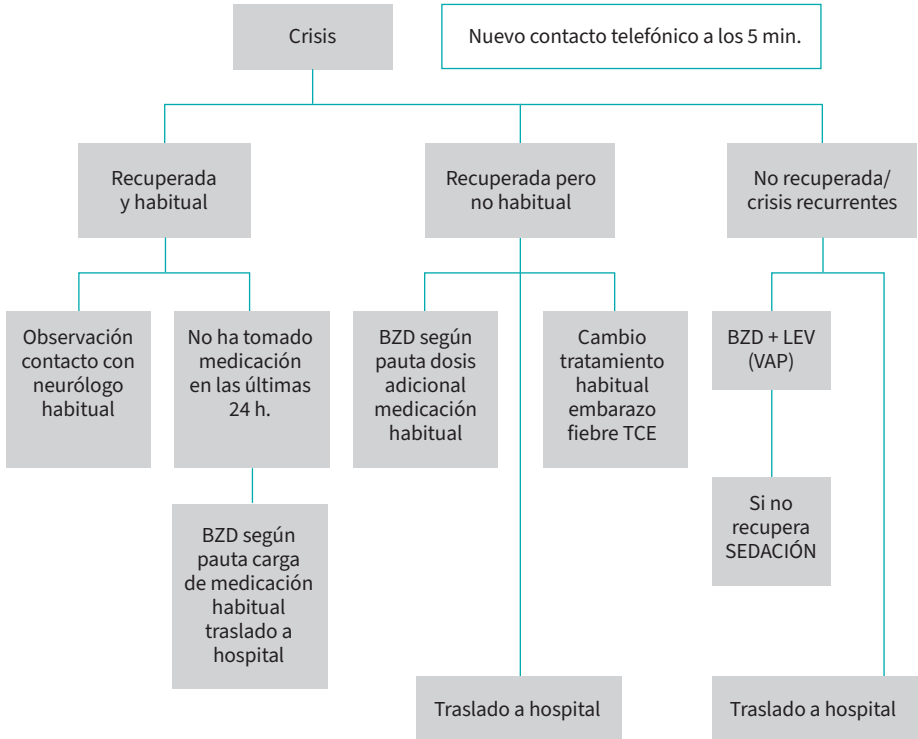 Crisis
Nuevo contacto telefónico a los 5 min.
Recuperada
y habitual
Recuperada pero
no habitual
No recuperada/
crisis recurrentes
Observación
contacto con
neurólogo
habitual
No ha tomado
medicación
en las últimas
24 h.
BZD según
pauta dosis
adicional
medicación
habitual
Cambio
tratamiento
habitual
embarazo
fiebre TCE
BZD + LEV
(VAP)
BZD según
pauta carga
de medicación
habitual
traslado a
hospital
Si no
recupera
SEDACIÓN
Traslado a hospital
Traslado a hospital